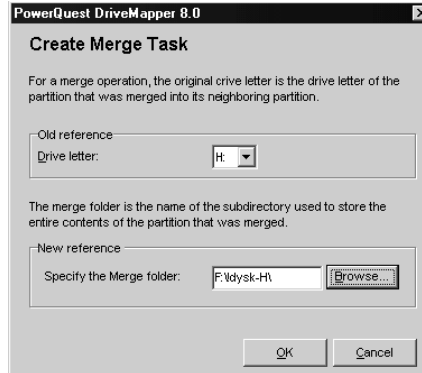 PowerQuest DriveMapper 8.0
Create Merge Task
For a merge operation, the original crive letter is the drive letter of the
partition that was merged into its neighboring partition.
Old reference
Drive letter:
H:
The merge folder is the name of the subdirectory used to store the
entire contents of the partition that was merged.
New reference
Specify the Merge folder:
F:\ldysk-H\
Browse...
OK
Cancel